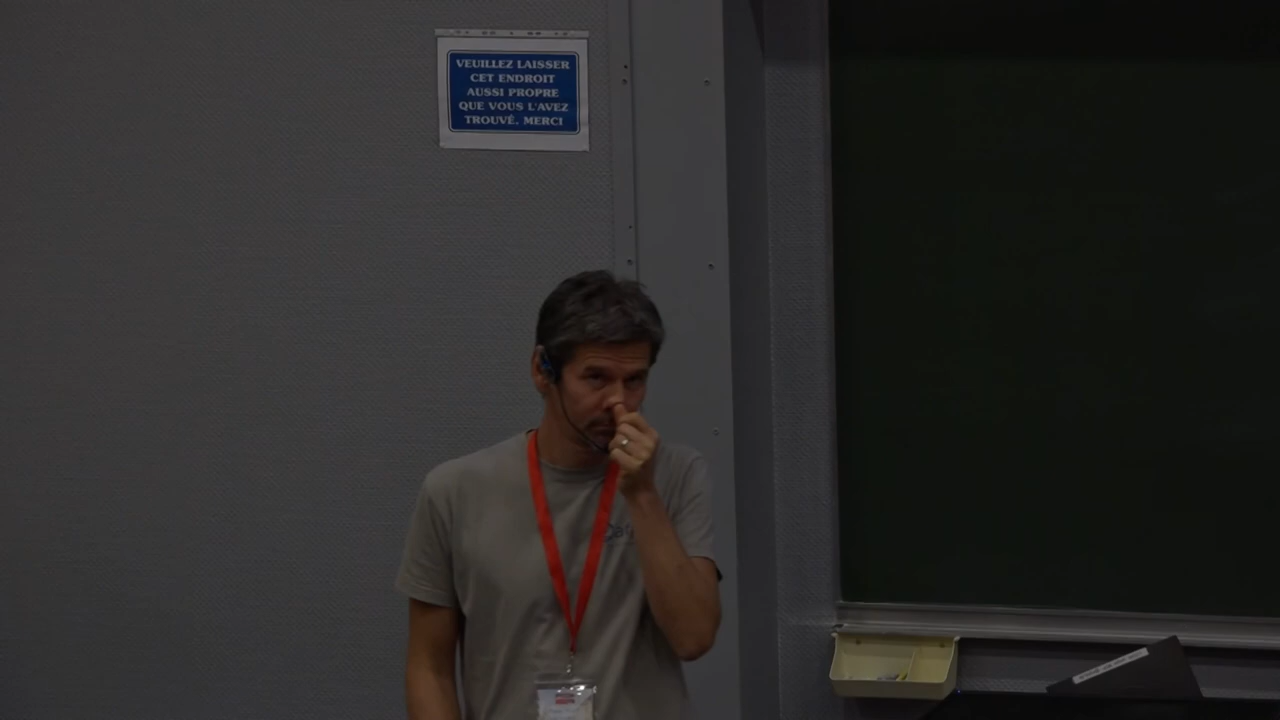 VEUILLEZ LAISSER
CET ENDROIT
AUSSI PROPRE
QUE VOUS L'AVEZ
TROUVÉ. MERCI